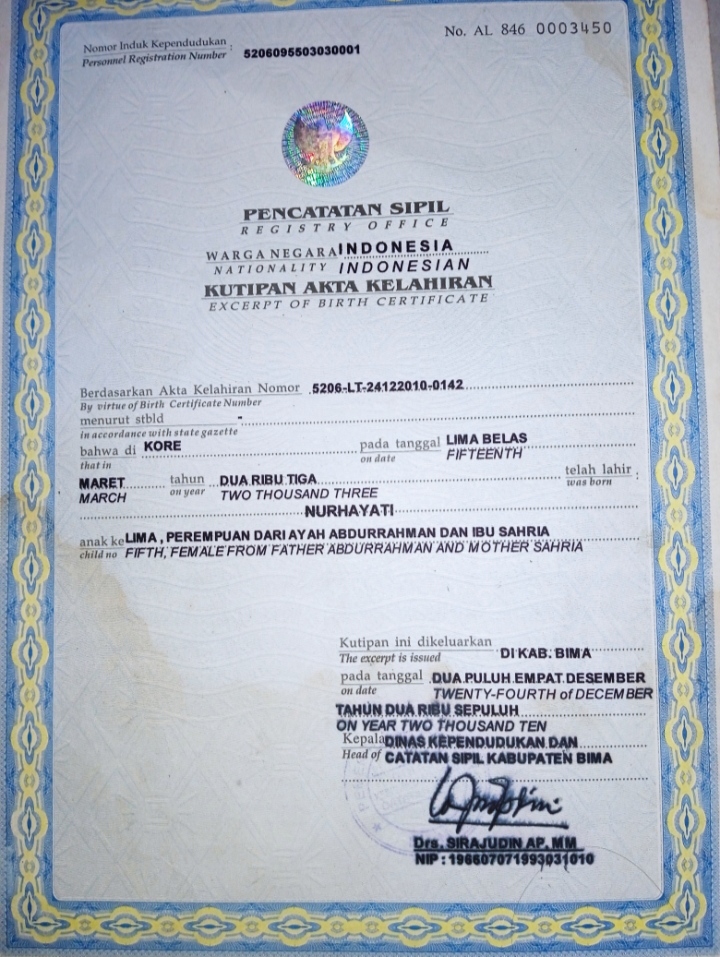 No. AL 846 0003450
Nomor Induk Kependudukan : 5206095503030001
Personnel Registration Number
PENCATATAN SIPIL
REGISTRY OFFICE
WARGA NEGARA INDONESIA
NATIONALITY INDONESIAN
KUTIPAN AKTA KELAHIRAN
EXCERPT OF BIRTH CERTIFICATE
Berdasarkan Akta Kelahiran Nomor 5206-LT-24122010-0142
By virtue of Birth Certificate Number
menurut stbld -
in accordance with state gazette
bahwa di KORE pada tanggal LIMA BELAS
that in on date FIFTEENTH
MARET tahun DUA RIBU TIGA telah lahir :
MARCH on year TWO THOUSAND THREE was born
NURHAYATI
anak ke LIMA , PEREMPUAN DARI AYAH ABDURRAHMAN DAN IBU SAHRIA
child no FIFTH, FEMALE FROM FATHER ABDURRAHMAN AND MOTHER SAHRIA
Kutipan ini dikeluarkan DI KAB. BIMA
The excerpt is issued
pada tanggal DUA PULUH EMPAT DESEMBER
on date TWENTY-FOURTH of DECEMBER
TAHUN DUA RIBU SEPULUH
ON YEAR TWO THOUSAND TEN
Kepala DINAS KEPENDUDUKAN DAN
Head of CATATAN SIPIL KABUPATEN BIMA
Drs. SIRAJUDIN AP, MM
NIP : 196607071993031010